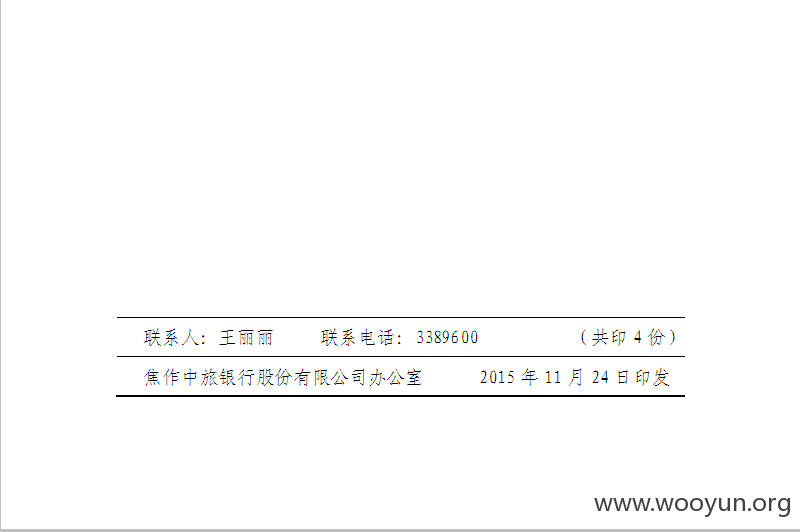 联系人：王丽丽 联系电话：3389600 （共印 4 份）
焦作中旅银行股份有限公司办公室 2015 年 11 月 24 日印发
www.wooyun.org